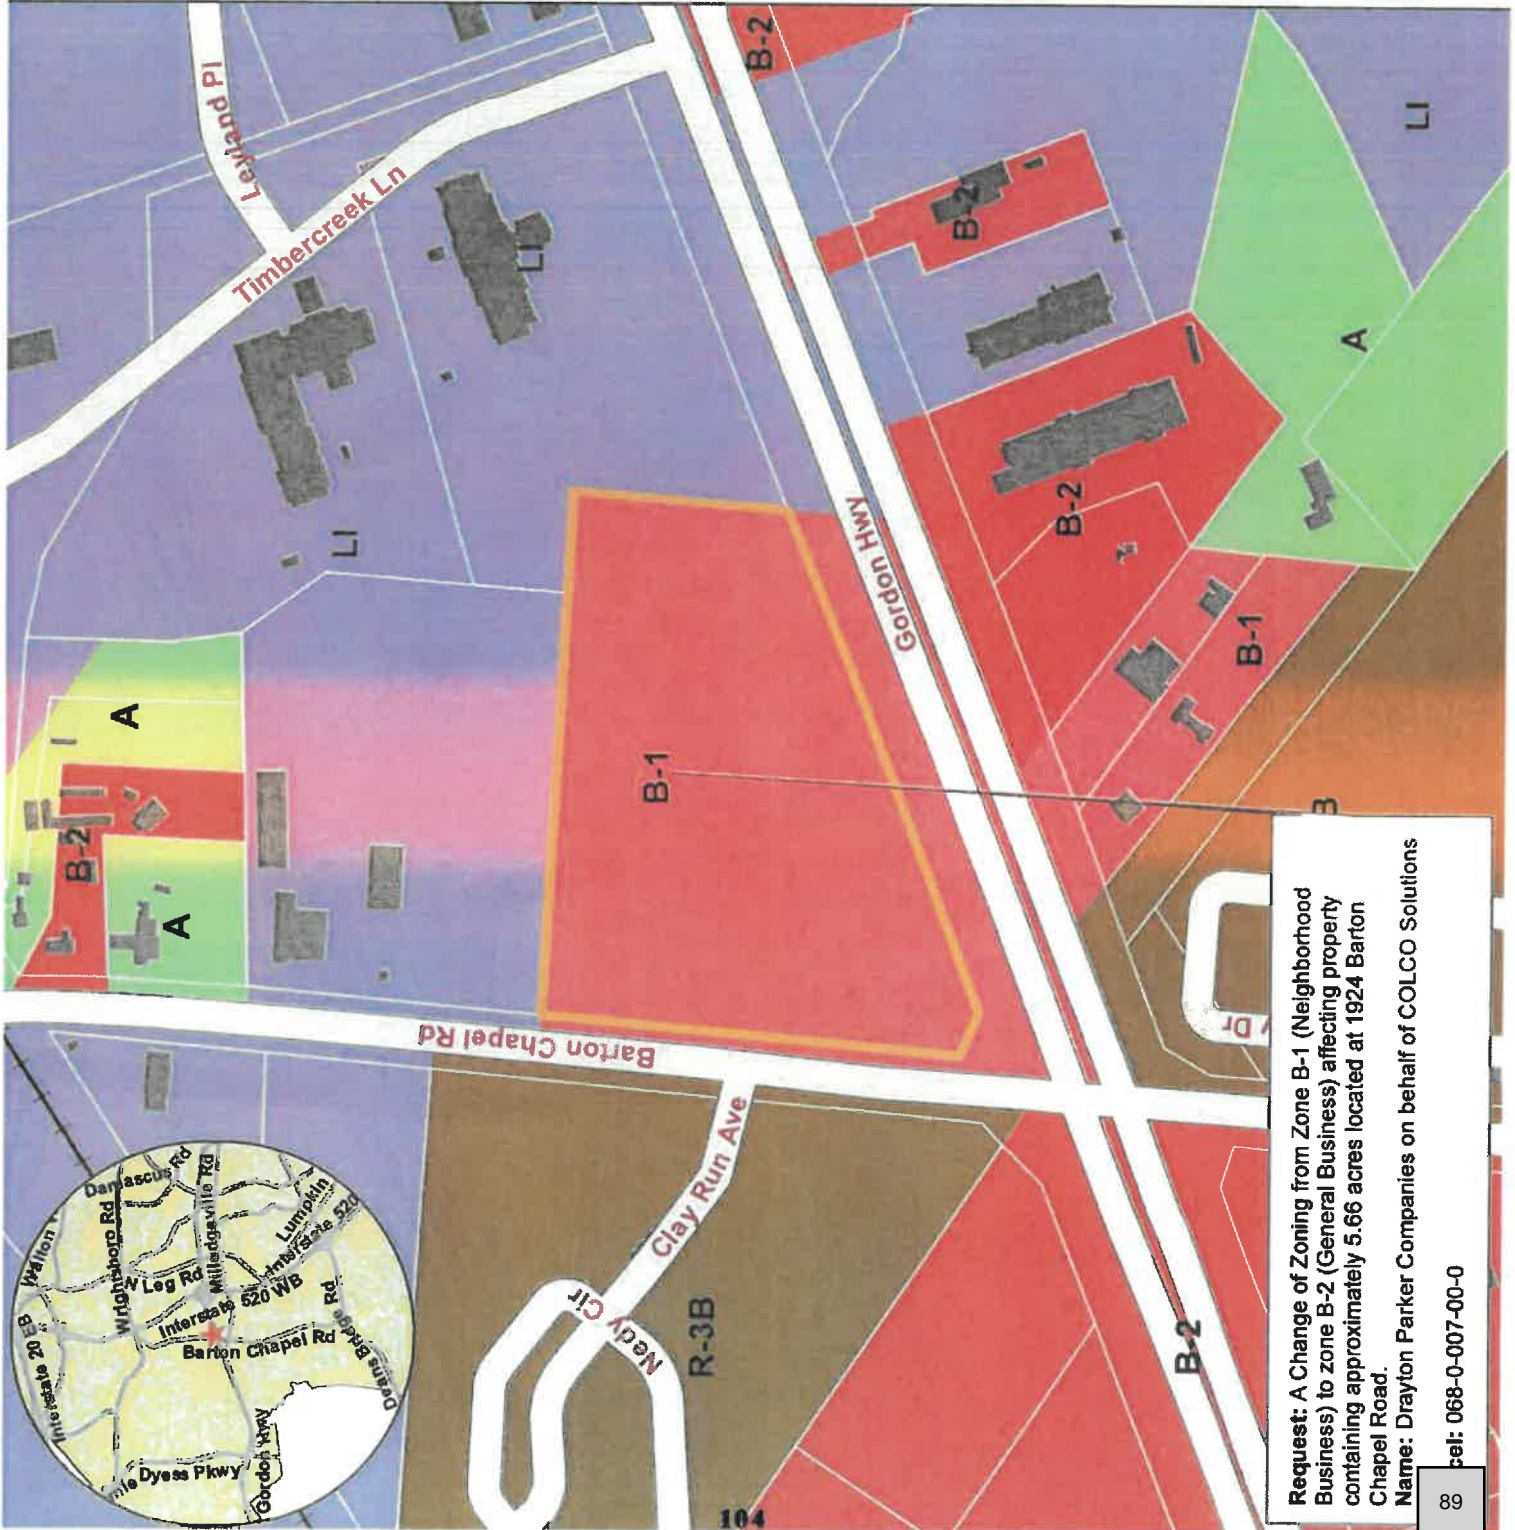 B-2
Leyland Pl
Timbercreek Ln
LI
B-2
LI
LI
A
A
B-2
A
B-2
B-1
B-1
Gordon Hwy
Barton Chapel Rd
Clay Run Ave
Nedy Cir
R-3B
B-2
B
Dr
Walton
Damascus Rd
Wrightsboro Rd
Milledgeville Rd
N Leg Rd
Lumpkin
Interstate 520
Interstate 520 WB
Interstate 20 EB
Barton Chapel Rd
Deans Bridge Rd
Dyess Pkwy
Gordon Hwy
Request: A Change of Zoning from Zone B-1 (Neighborhood
Business) to zone B-2 (General Business) affecting property
containing approximately 5.66 acres located at 1924 Barton
Chapel Road.
Name: Drayton Parker Companies on behalf of COLCO Solutions
cel: 068-0-007-00-0
104
89